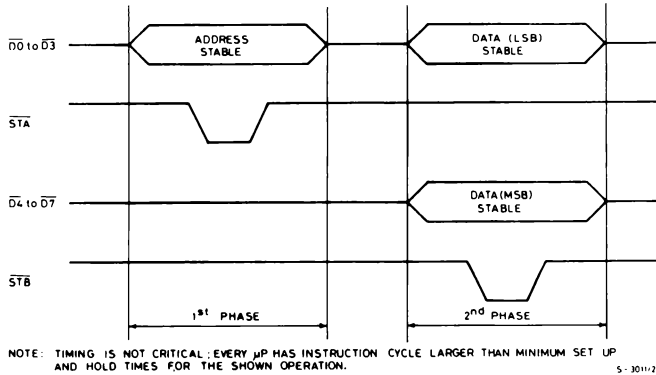 D0 to D3
ADDRESS
STABLE
DATA (LSB)
STABLE
STA
D4 to D7
DATA(MSB)
STABLE
STB
1st PHASE
2nd PHASE
NOTE: TIMING IS NOT CRITICAL; EVERY µP HAS INSTRUCTION CYCLE LARGER THAN MINIMUM SET UP
AND HOLD TIMES FOR THE SHOWN OPERATION.
S-3011/2